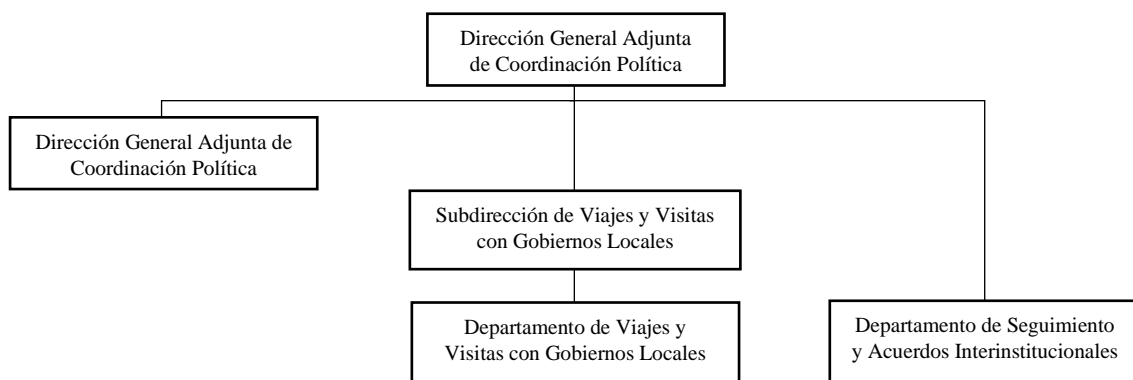 Dirección General Adjunta
de Coordinación Política
Dirección General Adjunta de
Coordinación Política
Subdirección de Viajes y Visitas
con Gobiernos Locales
Departamento de Viajes y
Visitas con Gobiernos Locales
Departamento de Seguimiento
y Acuerdos Interinstitucionales